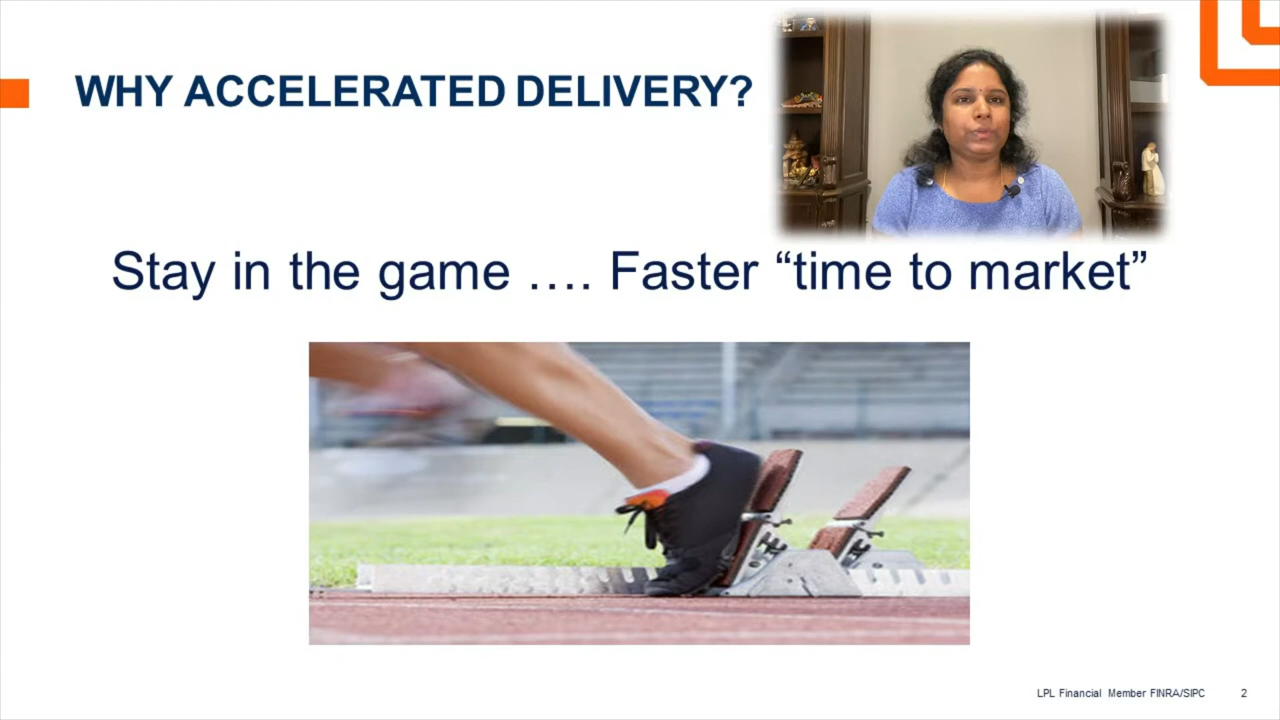 WHY ACCELERATED DELIVERY?
Stay in the game …. Faster “time to market”
LPL Financial Member FINRA/SIPC 2